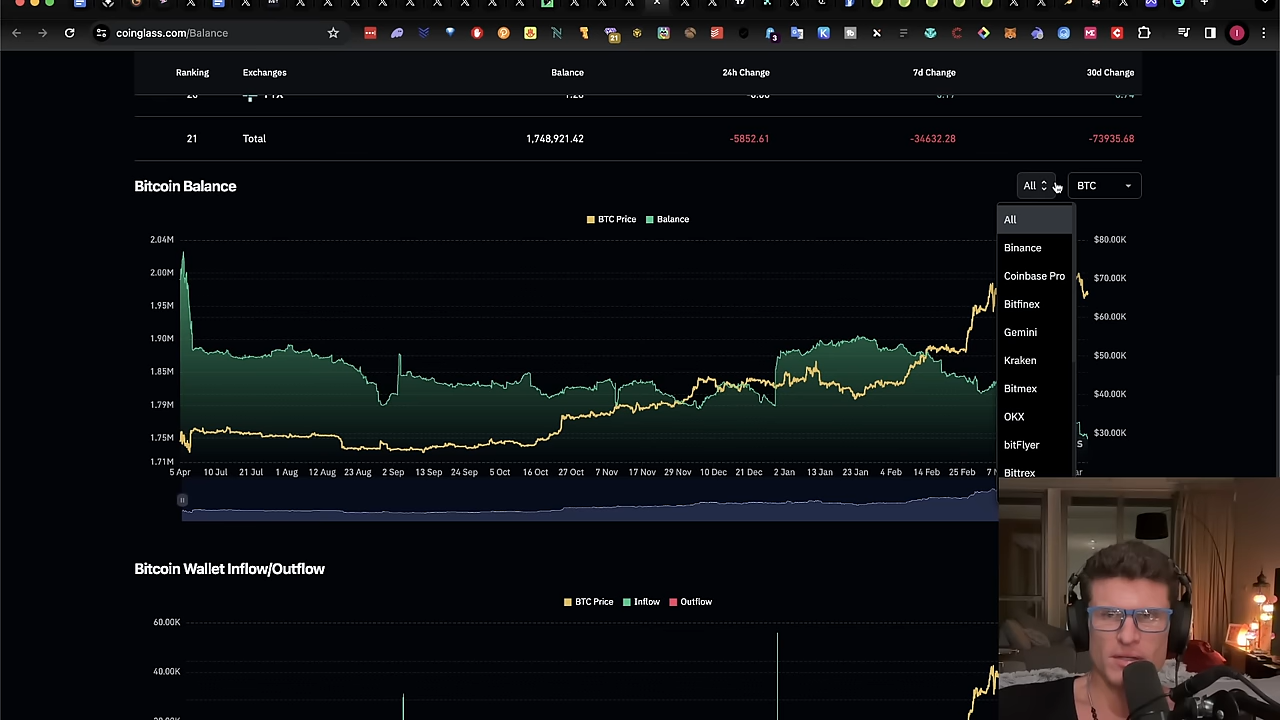 coinglass.com/Balance
21
3
Ranking Exchanges Balance 24h Change 7d Change 30d Change
21 Total 1,748,921.42 -5852.61 -34632.28 -73935.68
Bitcoin Balance
All BTC
BTC Price Balance
All
Binance
Coinbase Pro
Bitfinex
Gemini
Kraken
Bitmex
OKX
bitFlyer
Bittrex
2.04M
2.00M
1.95M
1.90M
1.85M
1.79M
1.75M
1.71M
$80.00K
$70.00K
$60.00K
$50.00K
$40.00K
$30.00K
5 Apr 10 Jul 21 Jul 1 Aug 12 Aug 23 Aug 2 Sep 13 Sep 24 Sep 5 Oct 16 Oct 27 Oct 7 Nov 17 Nov 29 Nov 10 Dec 21 Dec 2 Jan 13 Jan 23 Jan 4 Feb 14 Feb 25 Feb
Bitcoin Wallet Inflow/Outflow
BTC Price Inflow Outflow
60.00K
40.00K